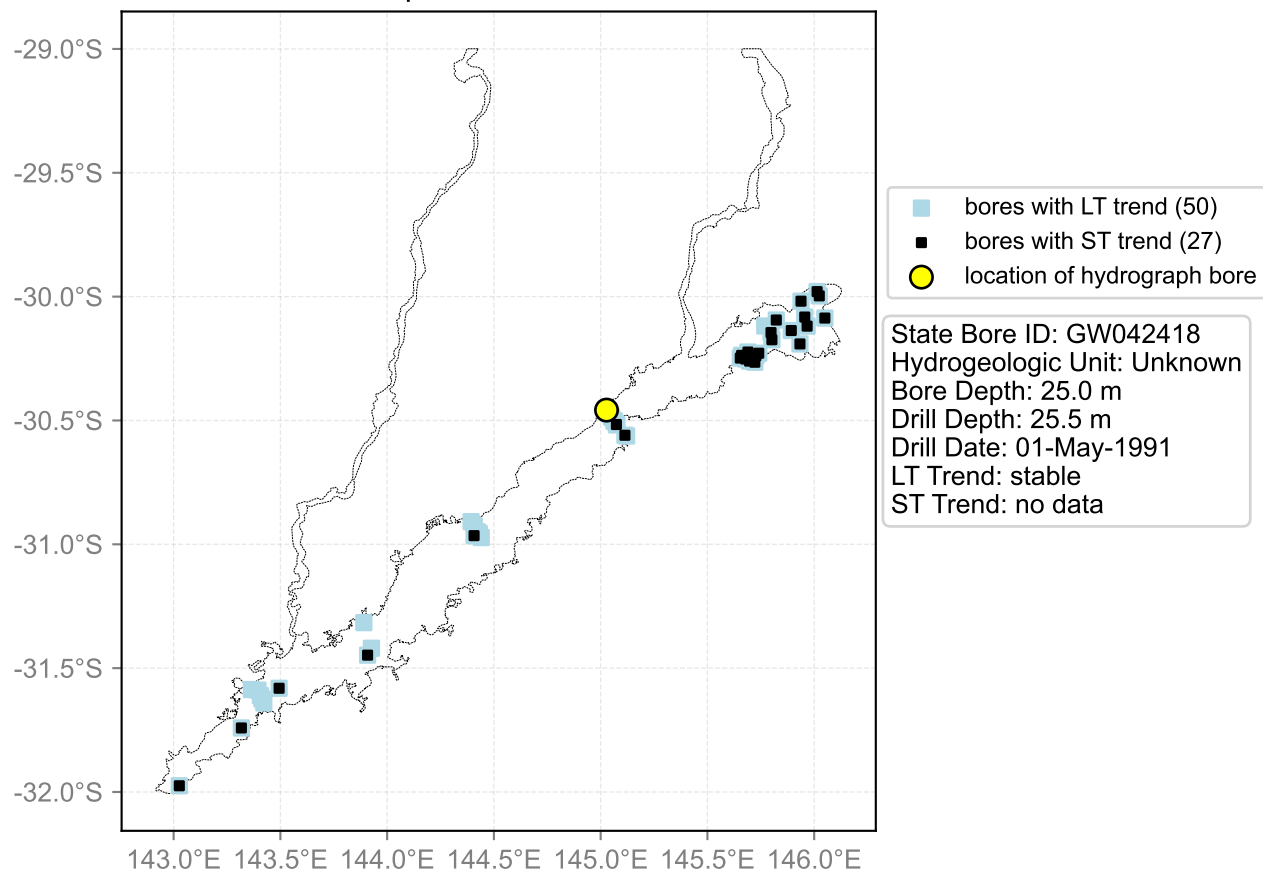 -29.0°S
-29.5°S
-30.0°S
-30.5°S
-31.0°S
-31.5°S
-32.0°S
143.0°E 143.5°E 144.0°E 144.5°E 145.0°E 145.5°E 146.0°E
bores with LT trend (50)
bores with ST trend (27)
location of hydrograph bore
State Bore ID: GW042418
Hydrogeologic Unit: Unknown
Bore Depth: 25.0 m
Drill Depth: 25.5 m
Drill Date: 01-May-1991
LT Trend: stable
ST Trend: no data